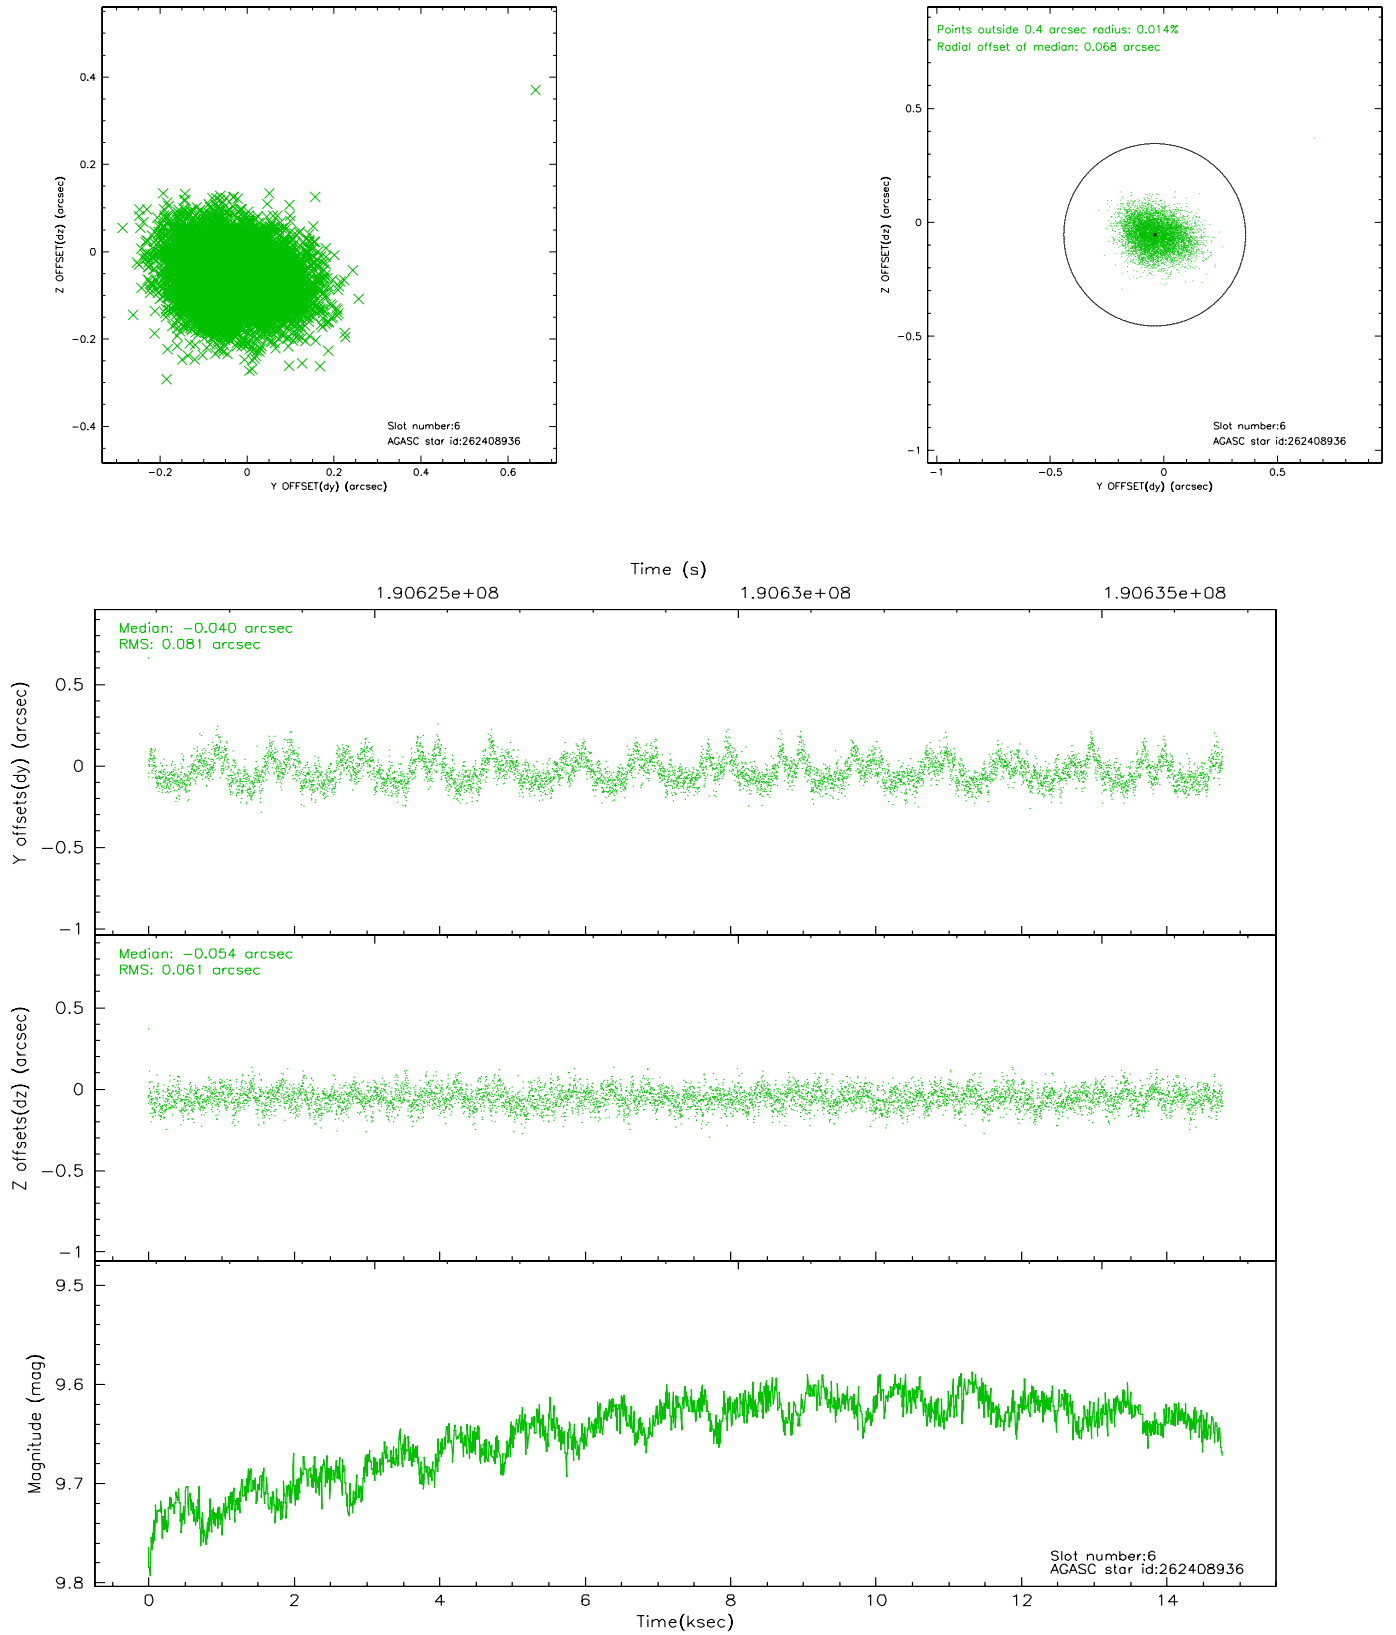 0.4
0.2
0
−0.2
−0.4
Z OFFSET(dz) (arcsec)
Slot number:6
AGASC star id:262408936
−0.2
0
0.2
0.4
0.6
Y OFFSET(dy) (arcsec)
Points outside 0.4 arcsec radius: 0.014%
Radial offset of median: 0.068 arcsec
0.5
0
−0.5
−1
Z OFFSET(dz) (arcsec)
Slot number:6
AGASC star id:262408936
−1
−0.5
0
0.5
Y OFFSET(dy) (arcsec)
Time (s)
1.90625e+08
1.9063e+08
1.90635e+08
Median: −0.040 arcsec
RMS: 0.081 arcsec
0.5
0
−0.5
−1
Y offsets(dy) (arcsec)
Median: −0.054 arcsec
RMS: 0.061 arcsec
0.5
0
−0.5
−1
Z offsets(dz) (arcsec)
9.5
9.6
9.7
9.8
Magnitude (mag)
Slot number:6
AGASC star id:262408936
0
2
4
6
8
10
12
14
Time(ksec)